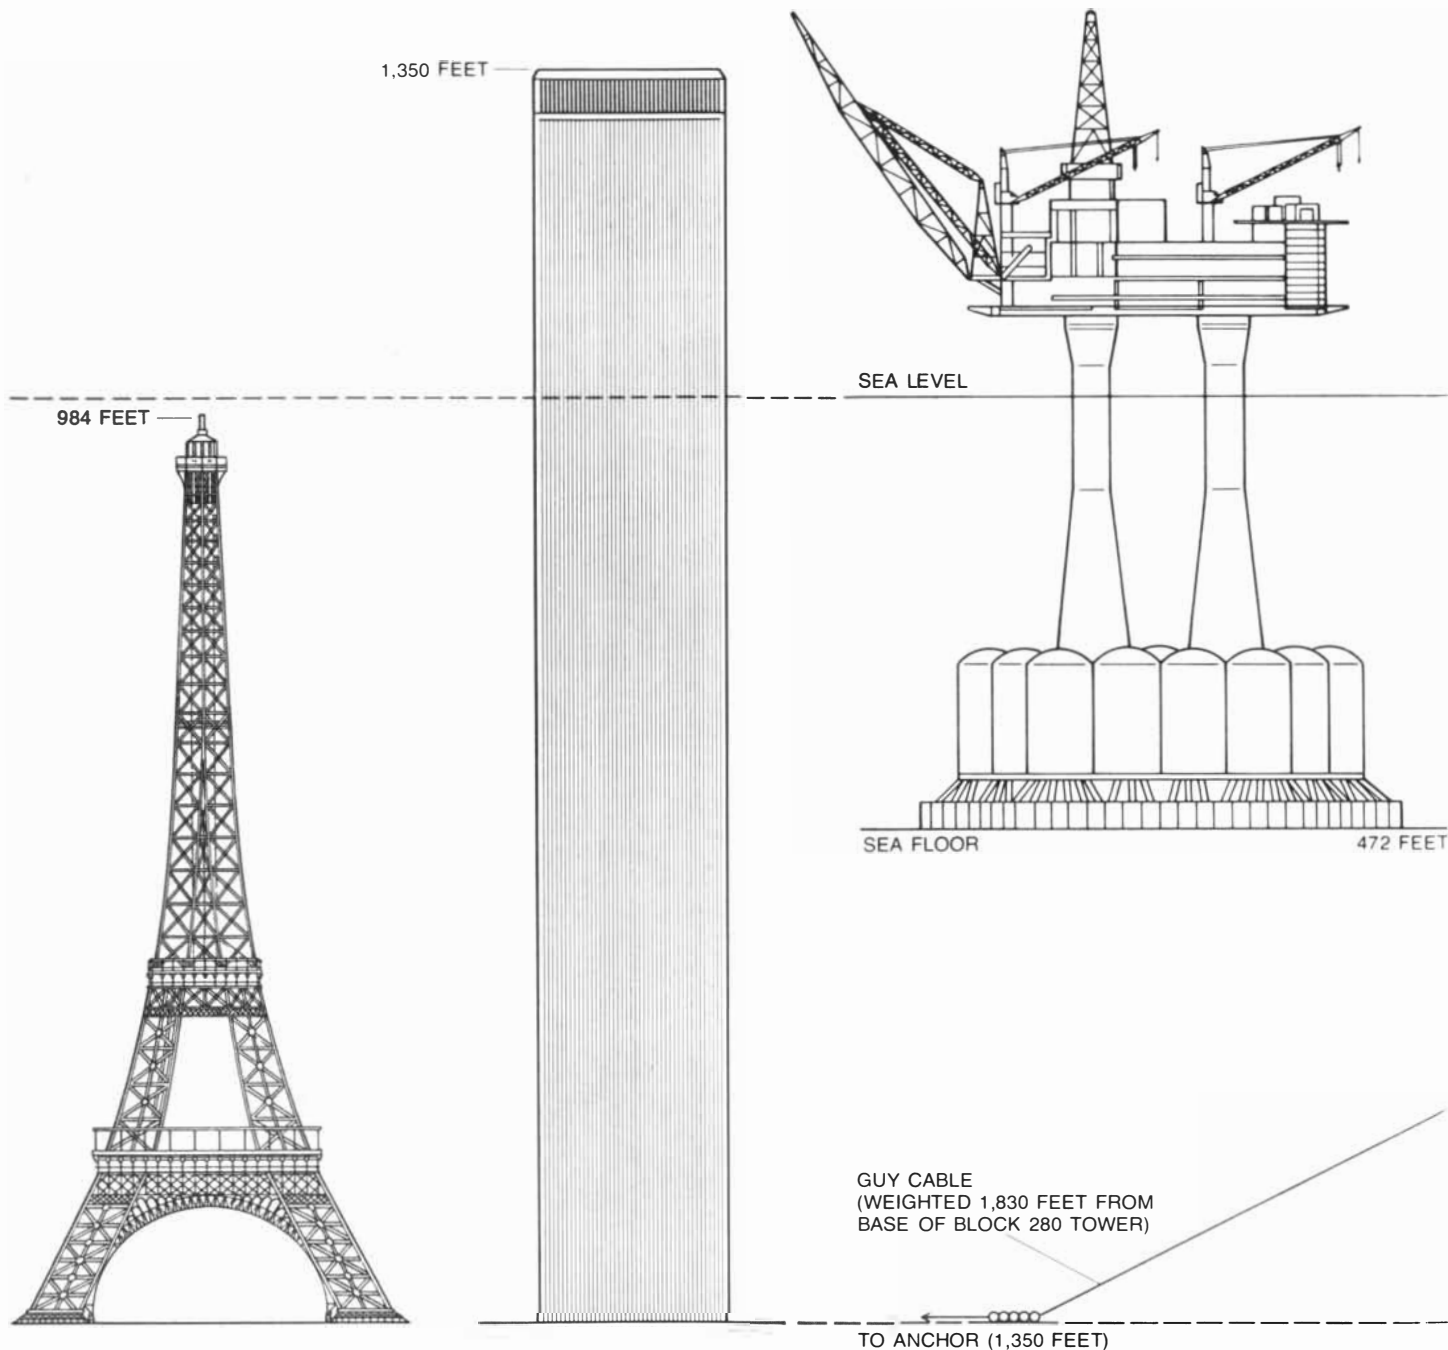 1,350 FEET
SEA LEVEL
984 FEET
SEA FLOOR
472 FEET
GUY CABLE
(WEIGHTED 1,830 FEET FROM
BASE OF BLOCK 280 TOWER)
TO ANCHOR (1,350 FEET)